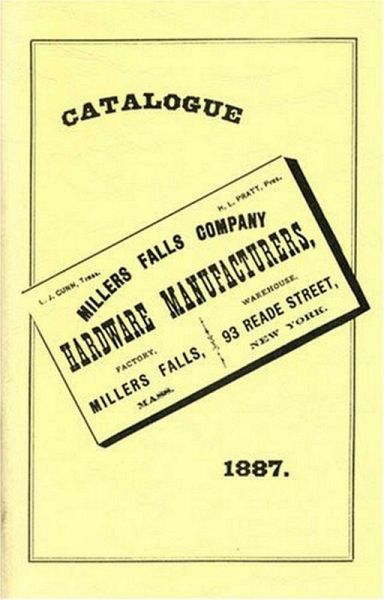 CATALOGUE
L. J. GUNN, Treas. H. L. PRATT, Pres.
MILLERS FALLS COMPANY
HARDWARE MANUFACTURERS,
FACTORY, WAREHOUSE,
MILLERS FALLS, 93 READE STREET,
MASS. NEW YORK.
1887.